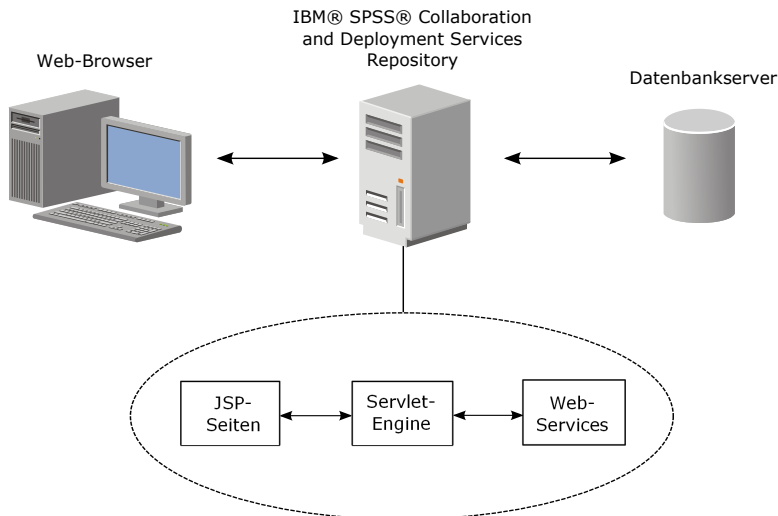 IBM® SPSS® Collaboration
and Deployment Services
Repository
Web-Browser
Datenbankserver
JSP-
Seiten
Servlet-
Engine
Web-
Services